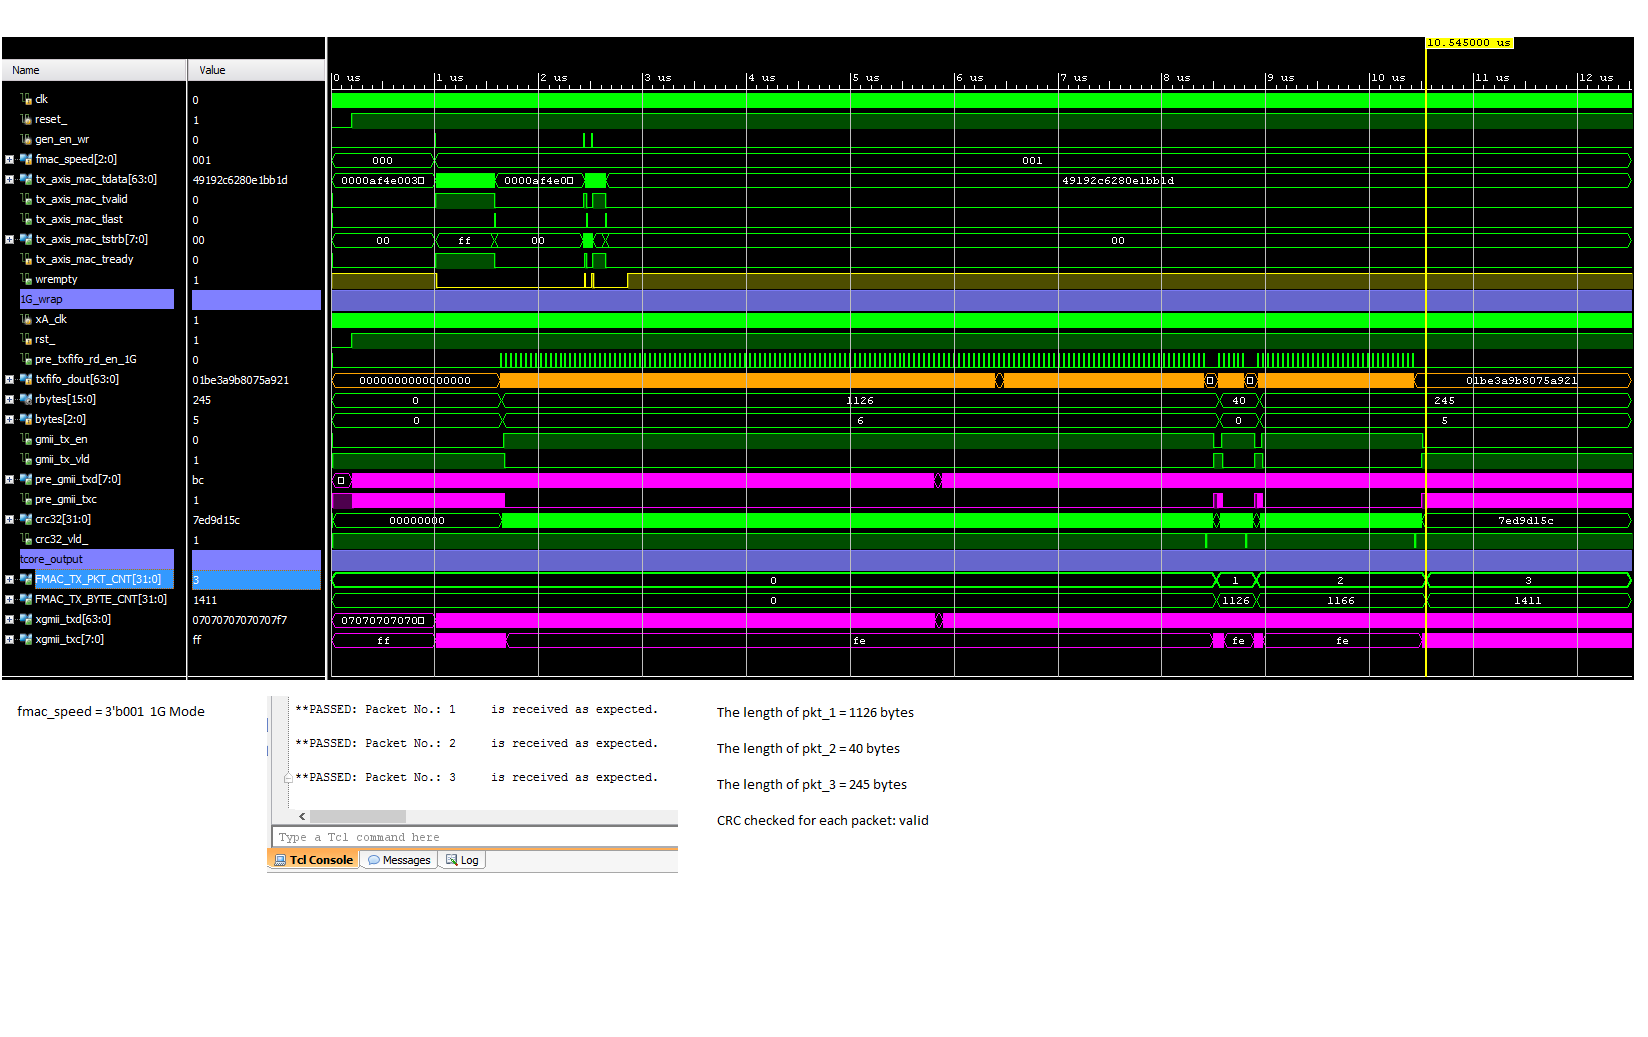 10.545000 us
Name Value
0 us 1 us 2 us 3 us 4 us 5 us 6 us 7 us 8 us 9 us 10 us 11 us 12 us
clk 0
reset_ 1
gen_en_wr 0
fmac_speed[2:0] 001 000 001
tx_axis_mac_tdata[63:0] 49192c6280e1bb1d 0000af4e003 0000af4e0 49192c6280e1bb1d
tx_axis_mac_tvalid 0
tx_axis_mac_tlast 0
tx_axis_mac_tstrb[7:0] 00 00 ff 00 00
tx_axis_mac_tready 0
wrempty 1
1G_wrap
xA_clk 1
rst_ 1
pre_txfifo_rd_en_1G 0
txfifo_dout[63:0] 01be3a9b8075a921 0000000000000000 01be3a9b8075a921
rbytes[15:0] 245 0 1126 40 245
bytes[2:0] 5 0 6 0 5
gmii_tx_en 0
gmii_tx_vld 1
pre_gmii_txd[7:0] bc
pre_gmii_txc 1
crc32[31:0] 7ed9d15c 00000000 7ed9d15c
crc32_vld_ 1
tcore_output
FMAC_TX_PKT_CNT[31:0] 3 0 1 2 3
FMAC_TX_BYTE_CNT[31:0] 1411 0 1126 1166 1411
xgmii_txd[63:0] 07070707070707f7 07070707070
xgmii_txc[7:0] ff ff fe fe fe
fmac_speed = 3'b001 1G Mode
**PASSED: Packet No.: 1 is received as expected.
**PASSED: Packet No.: 2 is received as expected.
**PASSED: Packet No.: 3 is received as expected.
Type a Tcl command here
Tcl Console Messages Log
The length of pkt_1 = 1126 bytes
The length of pkt_2 = 40 bytes
The length of pkt_3 = 245 bytes
CRC checked for each packet: valid